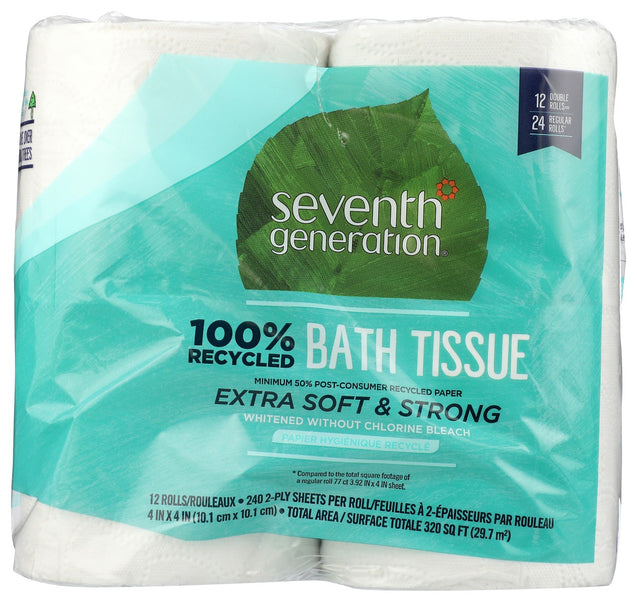 12 DOUBLE ROLLS=
24 REGULAR ROLLS*
OVER
TREES
seventh
generation®
100% RECYCLED BATH TISSUE
MINIMUM 50% POST-CONSUMER RECYCLED PAPER
EXTRA SOFT & STRONG
WHITENED WITHOUT CHLORINE BLEACH
PAPIER HYGIÉNIQUE RECYCLÉ
* Compared to the total square footage of
a regular roll 77 ct 3.92 IN x 4 IN sheet.
12 ROLLS/ROULEAUX • 240 2-PLY SHEETS PER ROLL/FEUILLES À 2-ÉPAISSEURS PAR ROULEAU
4 IN X 4 IN (10.1 cm x 10.1 cm) • TOTAL AREA / SURFACE TOTALE 320 SQ FT (29.7 m²)